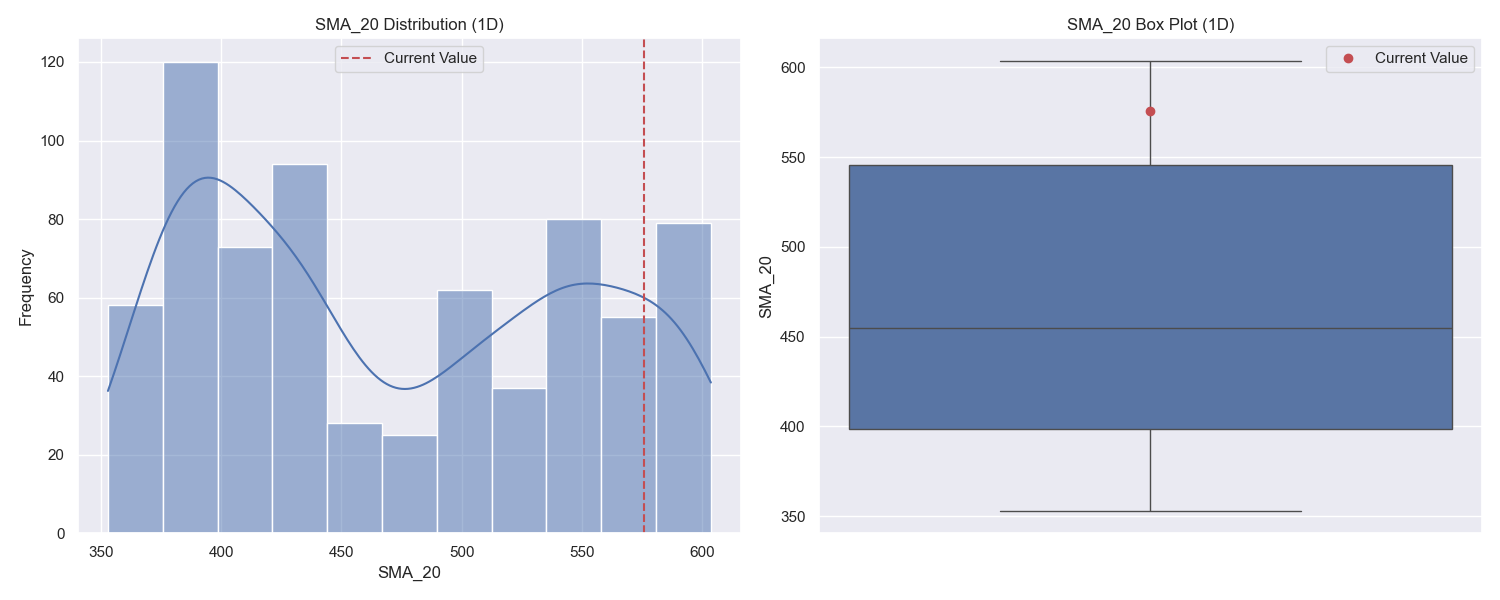 SMA_20 Distribution (1D)
Current Value
120
100
80
60
40
20
0
Frequency
350 400 450 500 550 600
SMA_20
SMA_20 Box Plot (1D)
Current Value
600
550
500
450
400
350
SMA_20